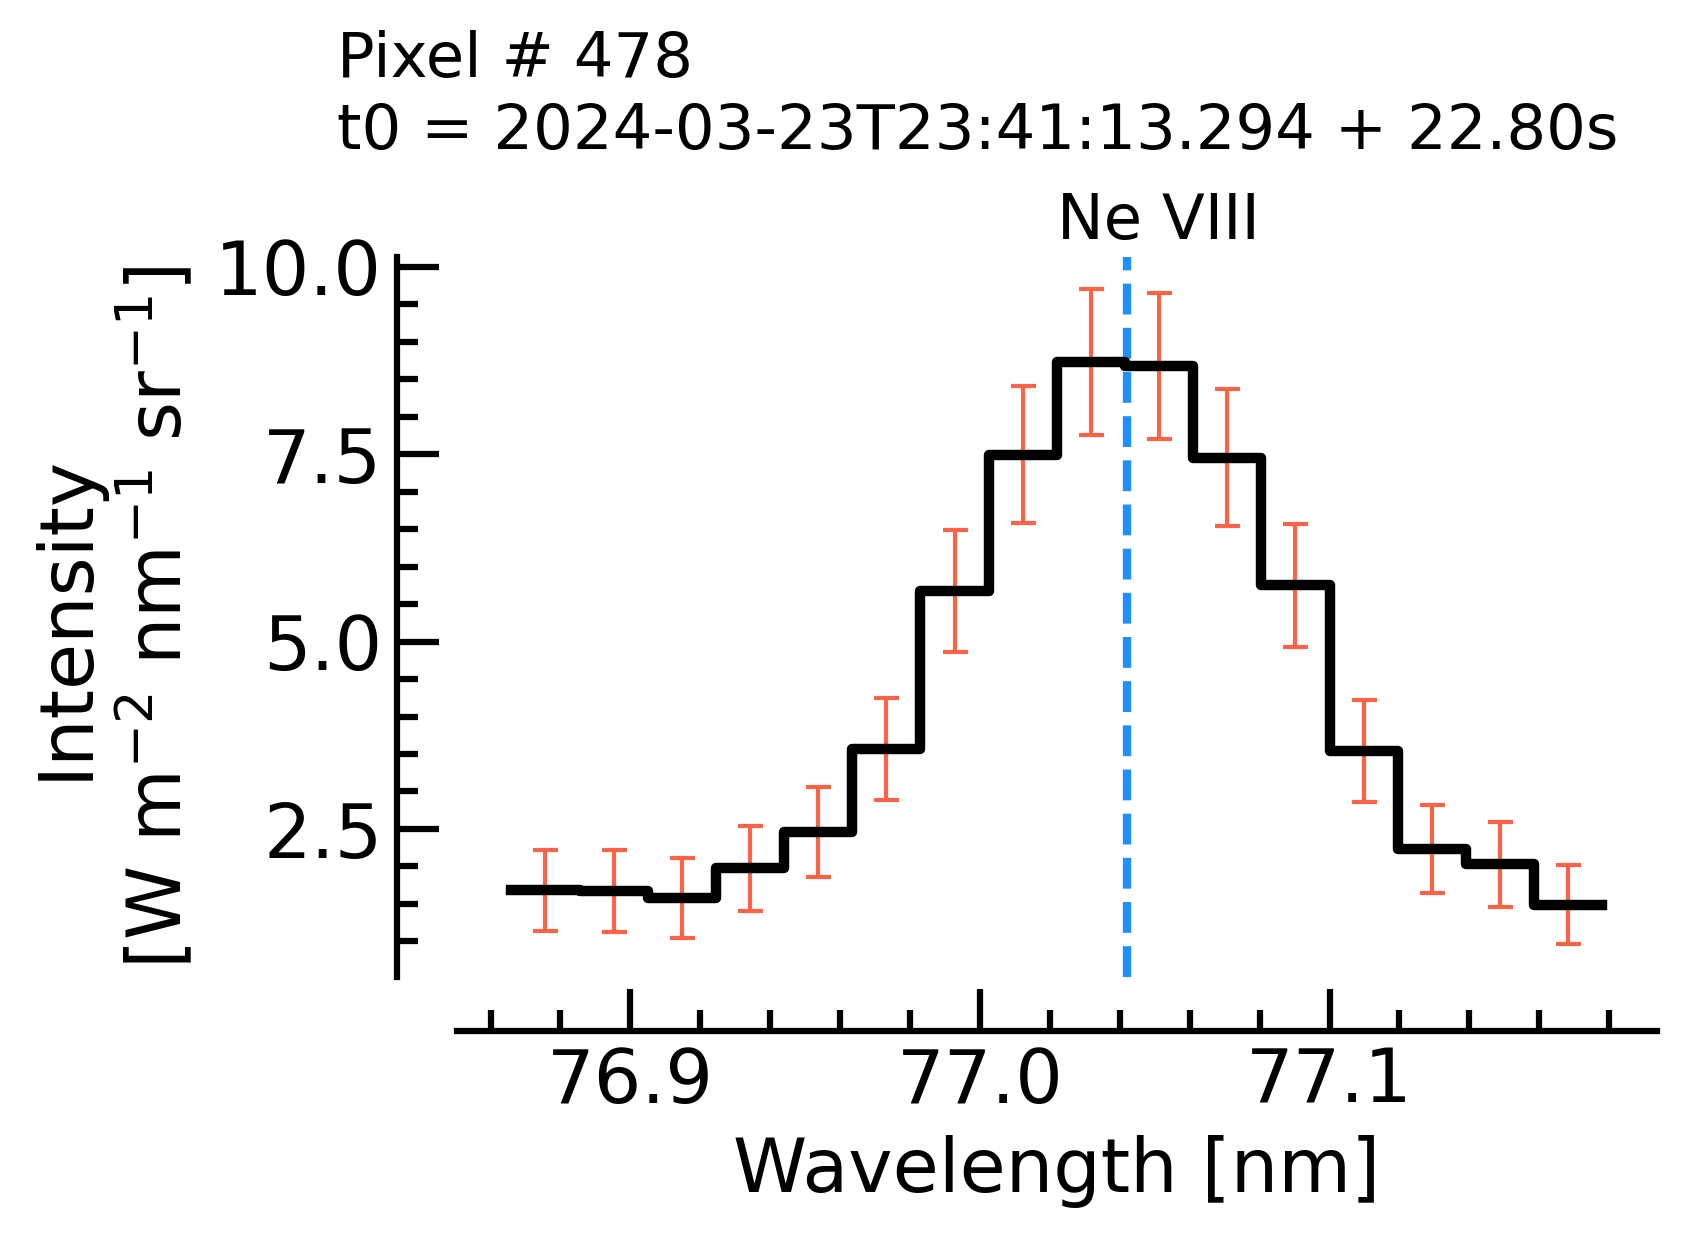 Pixel # 478
t0 = 2024-03-23T23:41:13.294 + 22.80s
Ne VIII
Intensity
[W m⁻² nm⁻¹ sr⁻¹]
10.0
7.5
5.0
2.5
76.9 77.0 77.1
Wavelength [nm]